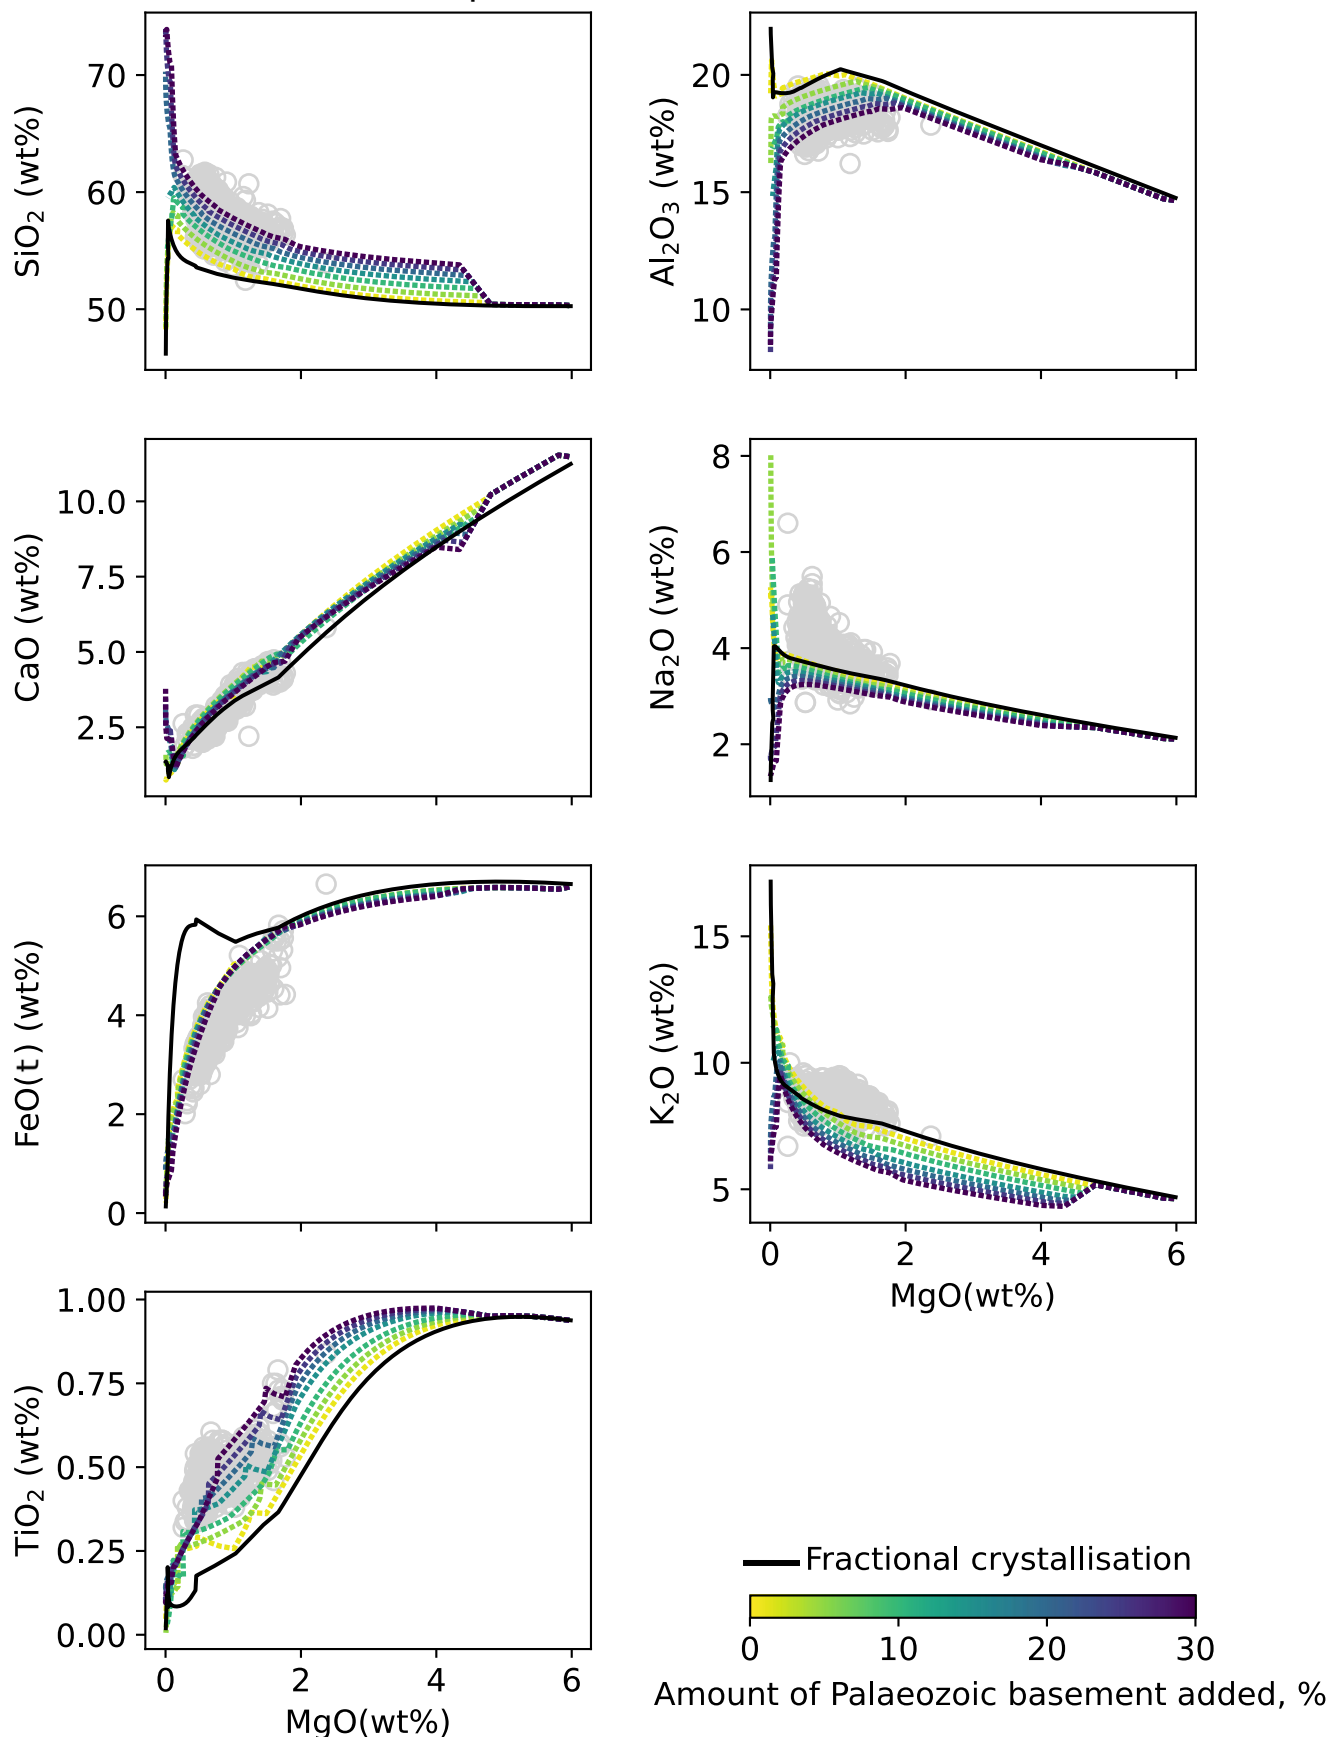 70
60
50
SiO₂ (wt%)
20
15
10
Al₂O₃ (wt%)
10.0
7.5
5.0
2.5
CaO (wt%)
8
6
4
2
Na₂O (wt%)
6
4
2
0
FeO(t) (wt%)
15
10
5
K₂O (wt%)
0 2 4 6
MgO(wt%)
1.00
0.75
0.50
0.25
0.00
TiO₂ (wt%)
0 2 4 6
MgO(wt%)
Fractional crystallisation
0 10 20 30
Amount of Palaeozoic basement added, %